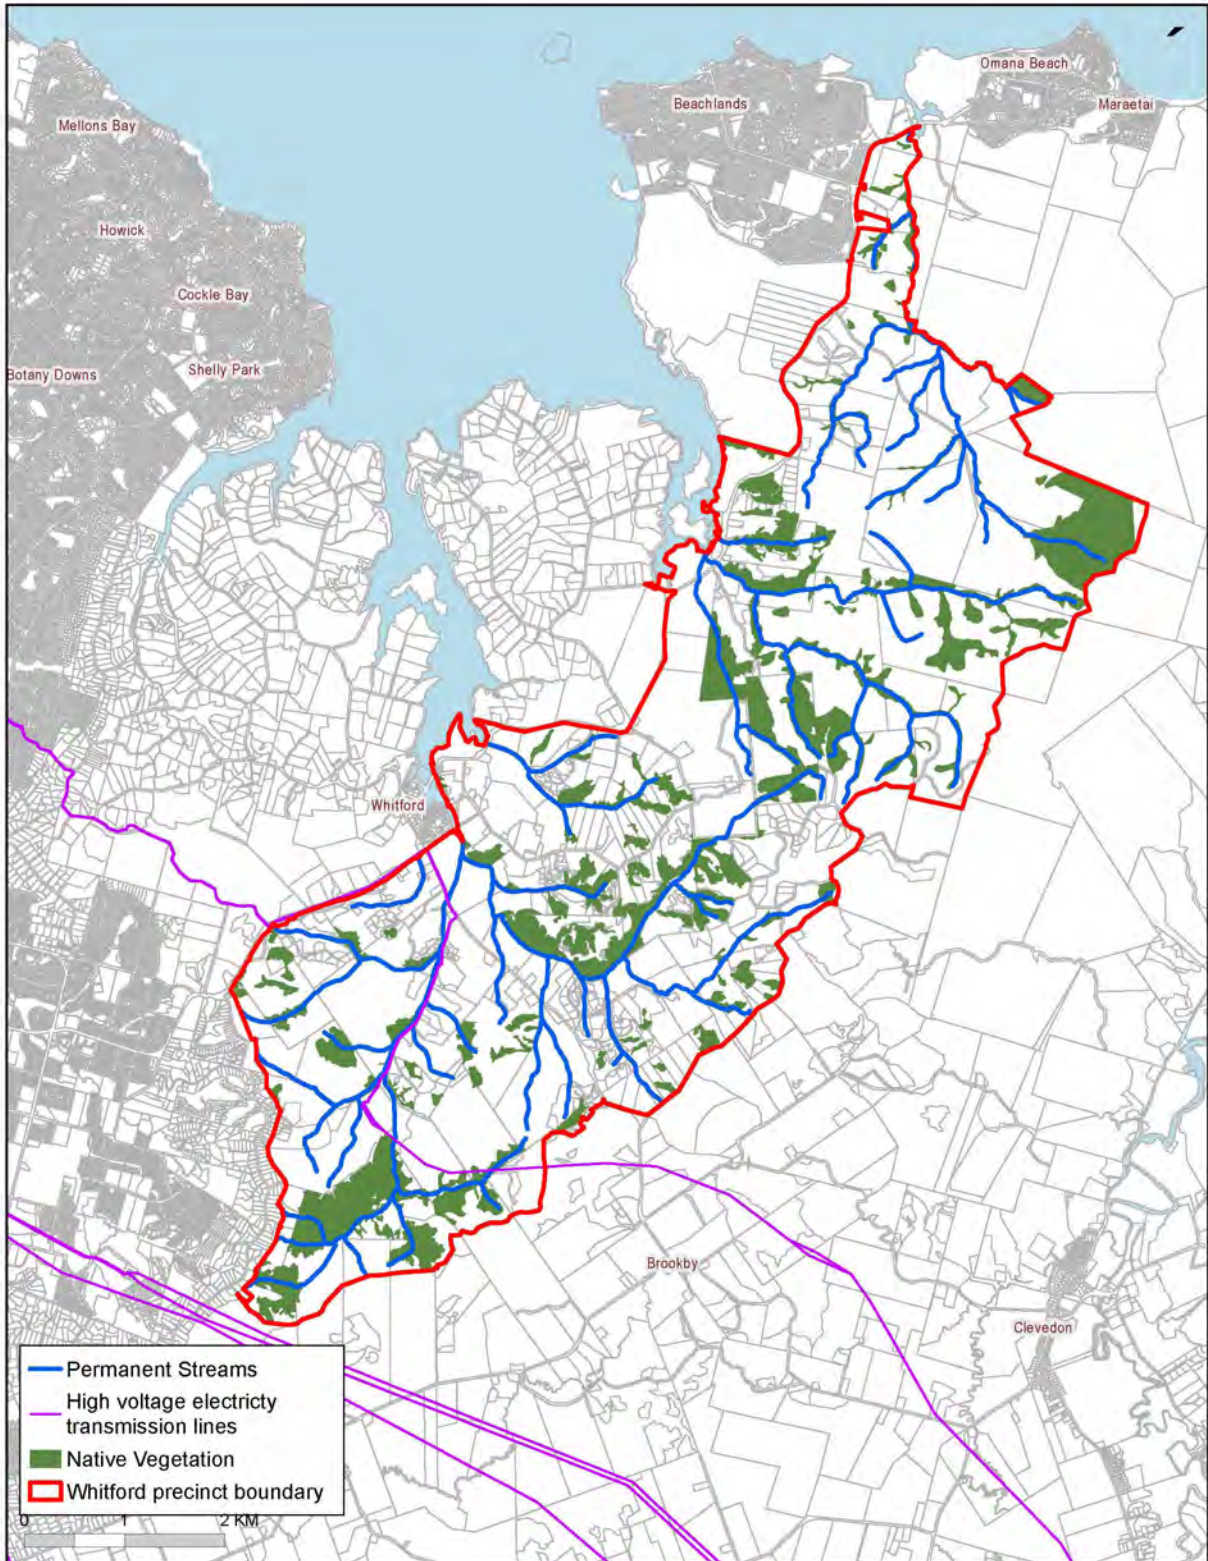 Omana Beach
Beachlands
Maraetai
Mellons Bay
Howick
Cockle Bay
Shelly Park
Botany Downs
Whitford
Brookby
Clevedon
Permanent Streams
High voltage electricty
transmission lines
Native Vegetation
Whitford precinct boundary
0 1 2 KM